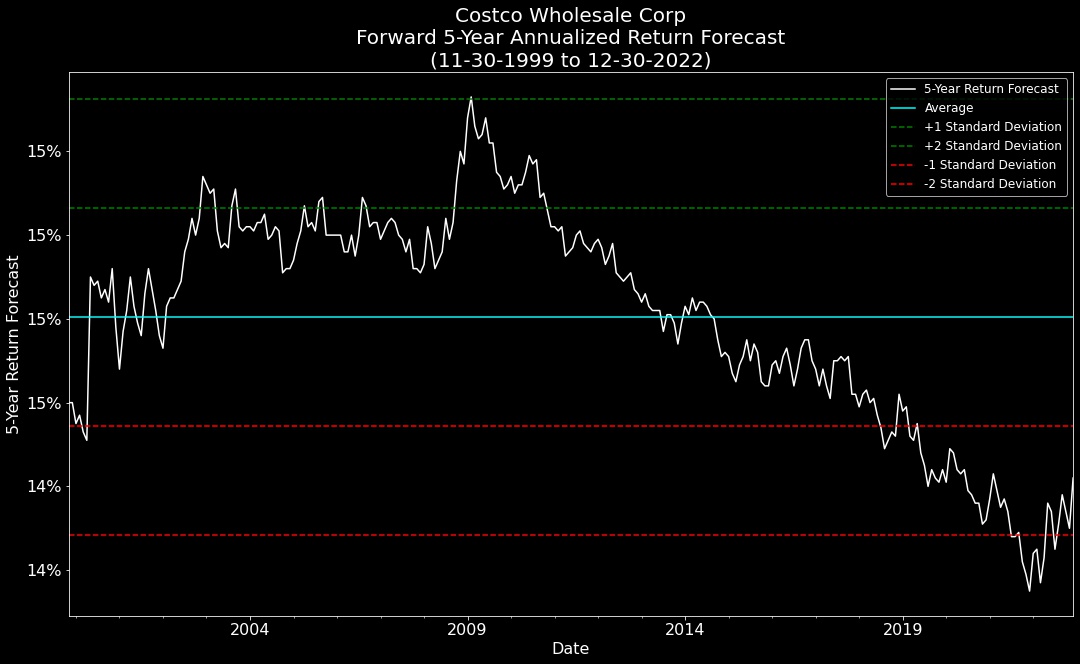 Costco Wholesale Corp
Forward 5-Year Annualized Return Forecast
(11-30-1999 to 12-30-2022)
5-Year Return Forecast
Average
+1 Standard Deviation
+2 Standard Deviation
-1 Standard Deviation
-2 Standard Deviation
15%
15%
15%
15%
14%
14%
5-Year Return Forecast
2004
2009
2014
2019
Date